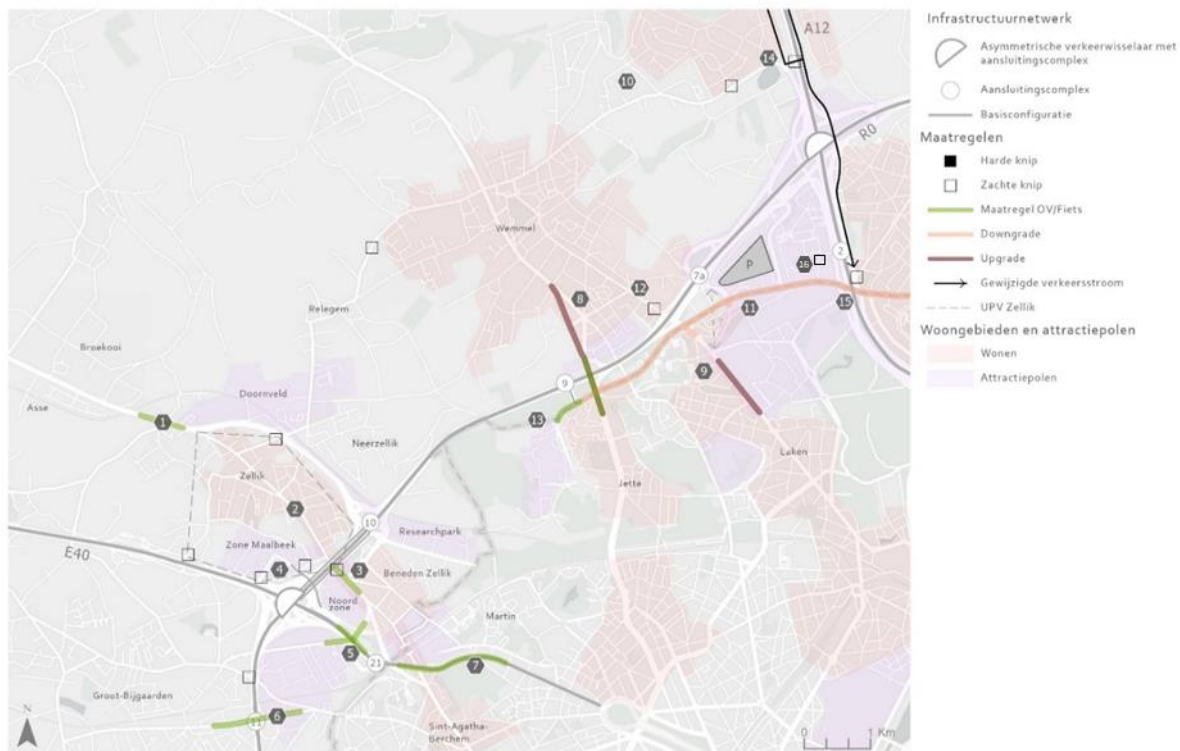 A12
14
10
R0
Wemmel
2
16
7a
P
12
8
11
15
Relegem
Broekooi
9
9
Doornveld
Asse
1
13
Neerzellik
Laken
Zellik
Jette
2
10
Researchpark
E40
Zone Maalbeek
4
3
Beneden Zellik
Noord
zone
Martin
5
21
7
Groot-Bijgaarden
6
11
Sint-Agatha-
Berchem
N
0 1 Km
Infrastructuurnetwerk
Asymmetrische verkeerwisselaar met
aansluitingscomplex
Aansluitingscomplex
Basisconfiguratie
Maatregelen
Harde knip
Zachte knip
Maatregel OV/Fiets
Downgrade
Upgrade
Gewijzigde verkeersstroom
UPV Zellik
Woongebieden en attractiepolen
Wonen
Attractiepolen